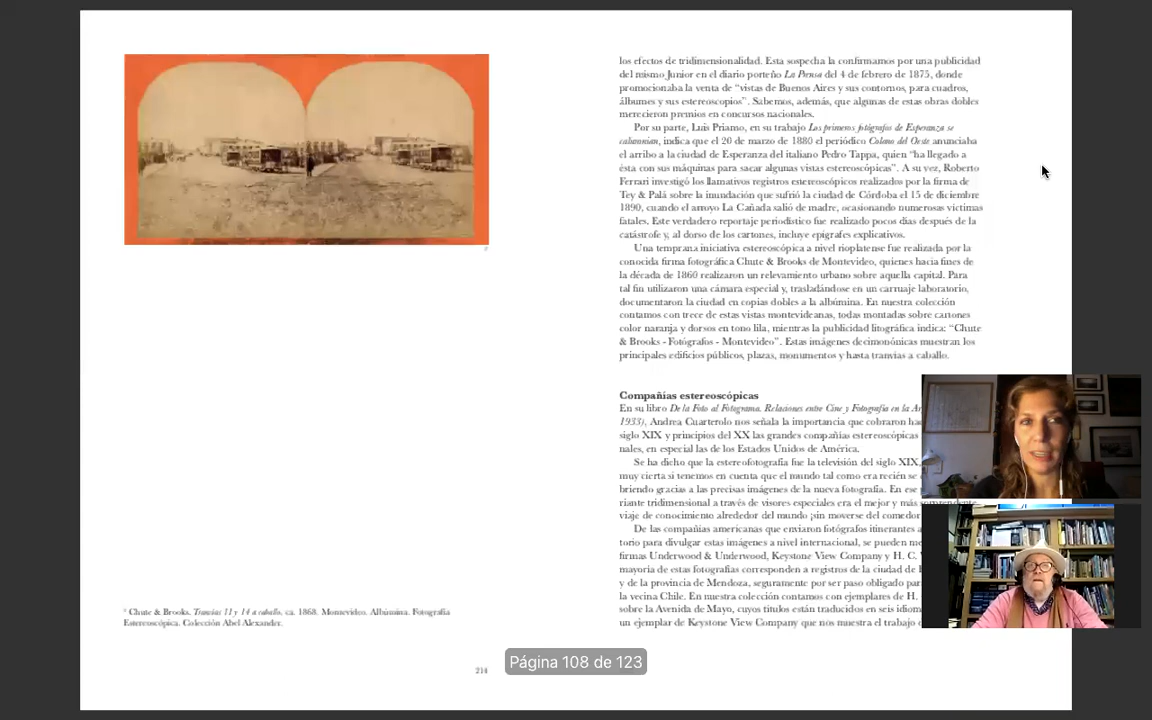 los efectos de tridimensionalidad. Esta sospecha la confirmamos por una publicidad
del mismo Junior en el diario porteño La Prensa del 4 de febrero de 1875, donde
promocionaba la venta de “vistas de Buenos Aires y sus contornos, para cuadros,
álbumes y sus estereoscopios”. Sabemos, además, que algunas de estas obras dobles
merecieron premios en concursos nacionales.
Por su parte, Luis Priamo, en su trabajo Los primeros fotógrafos de Esperanza se
indica que el 20 de marzo de 1880 el periódico Colono del Oeste anunciaba
el arribo a la ciudad de Esperanza del italiano Pedro Tappa, quien “ha llegado a
ésta con sus máquinas para sacar algunas vistas estereoscópicas”. A su vez, Roberto
Ferrari investigó los llamativos registros estereoscópicos realizados por la firma de
Tey & Palá sobre la inundación que sufrió la ciudad de Córdoba el 15 de diciembre
1890, cuando el arroyo La Cañada salió de madre, ocasionando numerosas víctimas
fatales. Este verdadero reportaje periodístico fue realizado pocos días después de la
catástrofe y, al dorso de los cartones, incluye epígrafes explicativos.
Una temprana iniciativa estereoscópica a nivel rioplatense fue realizada por la
conocida firma fotográfica Chute & Brooks de Montevideo, quienes hacia fines de
la década de 1860 realizaron un relevamiento urbano sobre aquella capital. Para
tal fin utilizaron una cámara especial y, trasladándose en un carruaje laboratorio,
documentaron la ciudad en copias dobles a la albúmina. En nuestra colección
contamos con trece de estas vistas montevideanas, todas montadas sobre cartones
color naranja y dorsos en tono lila, mientras la publicidad litográfica indica: “Chute
& Brooks - Fotógrafos - Montevideo”. Estas imágenes decimonónicas muestran los
principales edificios públicos, plazas, monumentos y hasta tranvías a caballo.
Compañías estereoscópicas
En su libro De la Foto al Fotograma. Relaciones entre Cine y Fotografía en la Ar
1933), Andrea Cuarterolo nos señala la importancia que cobraron hac
siglo XIX y principios del XX las grandes compañías estereoscópicas
nales, en especial las de los Estados Unidos de América.
Se ha dicho que la estereofotografía fue la televisión del siglo XIX,
muy cierta si tenemos en cuenta que el mundo tal como era recién se
briendo gracias a las precisas imágenes de la nueva fotografía. En ese
riante tridimensional a través de visores especiales era el mejor y más sorprendente
viaje de conocimiento alrededor del mundo ¡sin moverse del comedor
De las compañías americanas que enviaron fotógrafos itinerantes a
torio para divulgar estas imágenes a nivel internacional, se pueden me
firmas Underwood & Underwood, Keystone View Company y H. C.
mayoría de estas fotografías corresponden a registros de la ciudad de
y de la provincia de Mendoza, seguramente por ser paso obligado par
la vecina Chile. En nuestra colección contamos con ejemplares de H.
sobre la Avenida de Mayo, cuyos títulos están traducidos en seis idiom
un ejemplar de Keystone View Company que nos muestra el trabajo
Chute & Brooks. Tranvías 11 y 14 a caballo, ca. 1868. Montevideo. Albúmina. Fotografía
Estereoscópica. Colección Abel Alexander.
214
Página 108 de 123